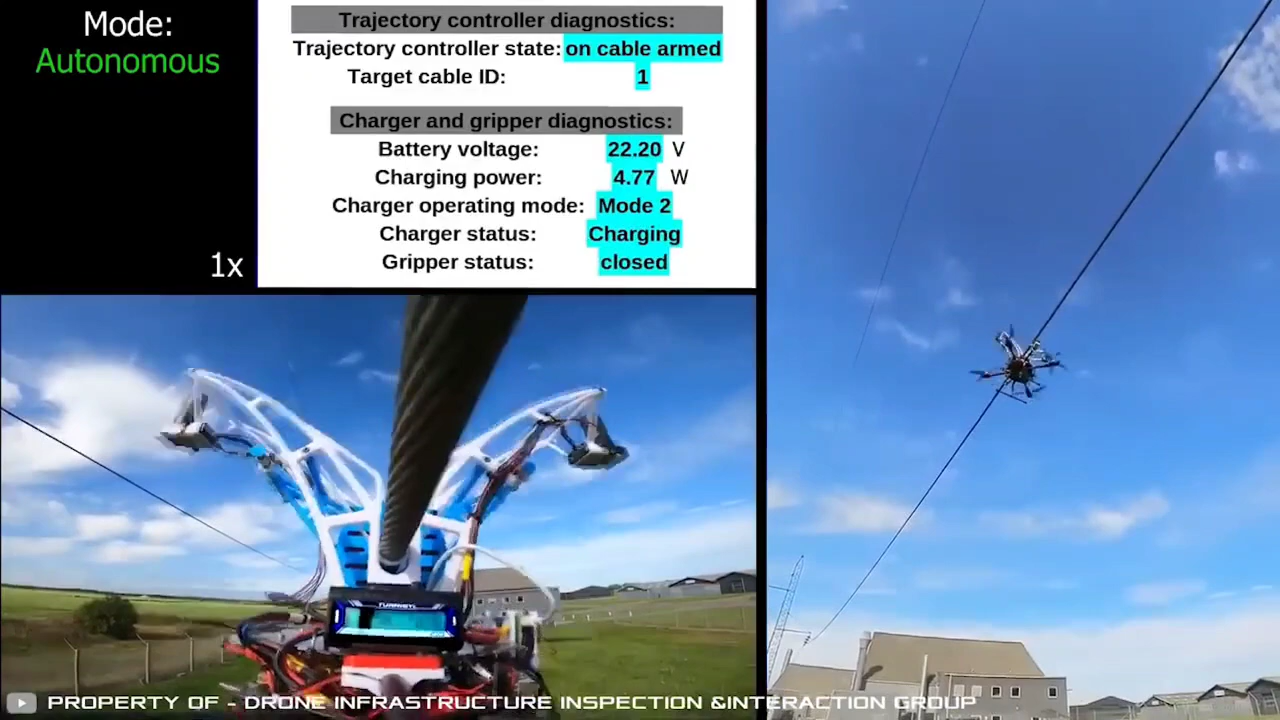 Mode:
Autonomous
1x
Trajectory controller diagnostics:
Trajectory controller state: on cable armed
Target cable ID: 1
Charger and gripper diagnostics:
Battery voltage: 22.20 V
Charging power: 4.77 W
Charger operating mode: Mode 2
Charger status: Charging
Gripper status: closed
TURNIGY
PROPERTY OF - DRONE INFRASTRUCTURE INSPECTION &INTERACTION GROUP